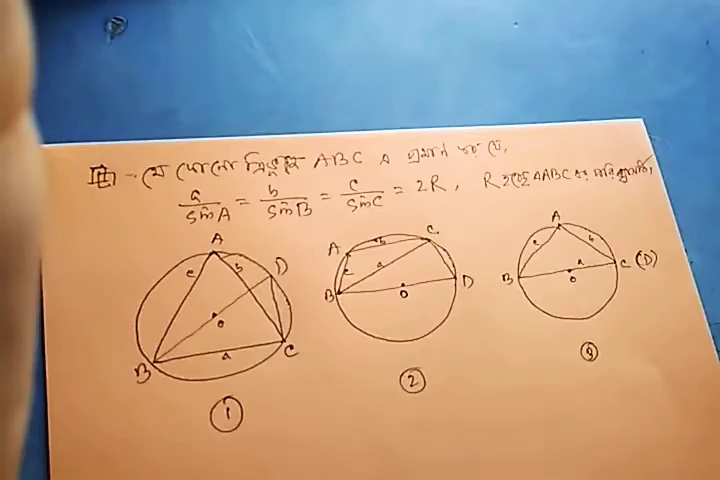 যে কোনো ত্রিভুজ ABC এ প্রমাণ কর যে,
a/sinA = b/sinB = c/sinC = 2R, R হচ্ছে ΔABC এর পরিব্যাসার্ধ।
A
c b D
O
B a C
A b C
c a
B O D
A
c b
B a C (D)
O
①
②
③